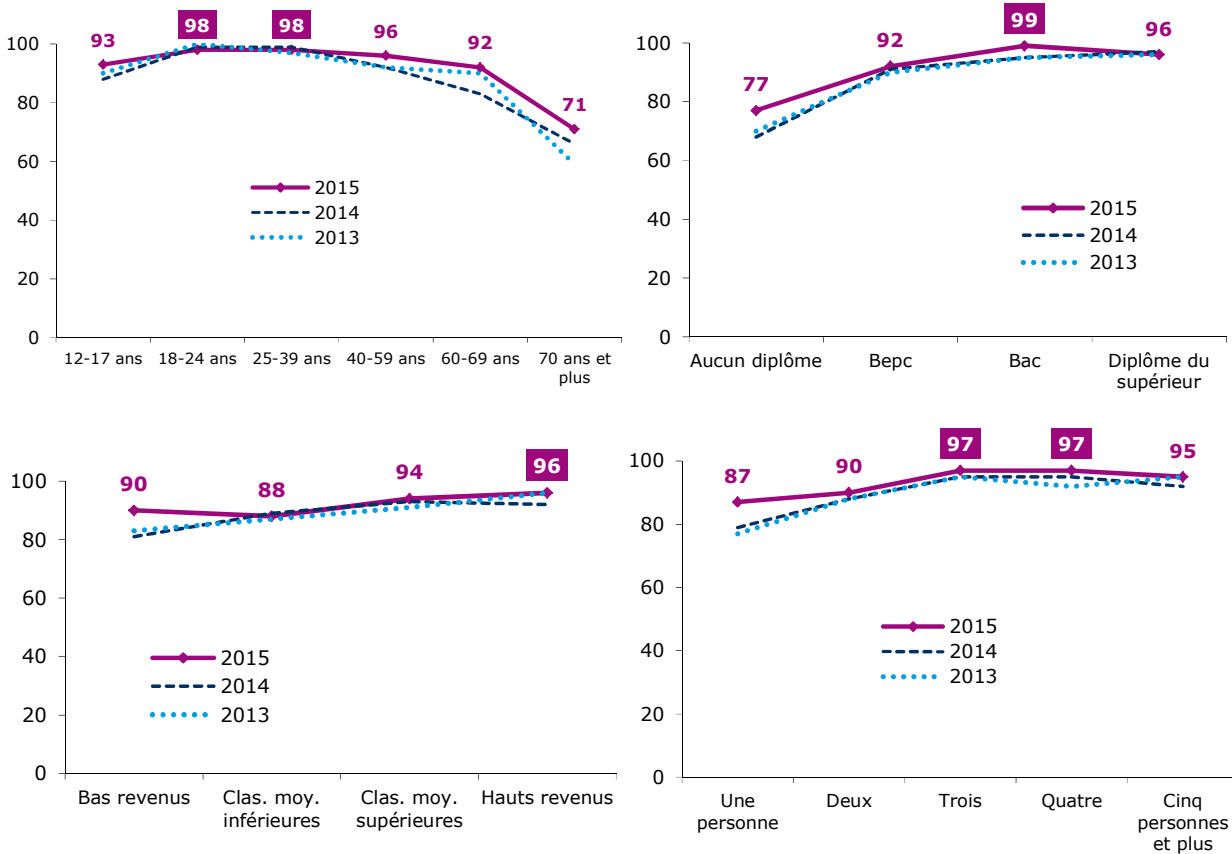 93 98 98 96 92 71
100
80
60
40
20
0
2015
2014
2013
12-17 ans 18-24 ans 25-39 ans 40-59 ans 60-69 ans 70 ans et
plus
77 92 99 96
100
80
60
40
20
0
2015
2014
2013
Aucun diplôme Bepc Bac Diplôme du
supérieur
90 88 94 96
100
80
60
40
20
0
2015
2014
2013
Bas revenus Clas. moy. Clas. moy. Hauts revenus
inférieures supérieures
87 90 97 97 95
100
80
60
40
20
0
2015
2014
2013
Une Deux Trois Quatre Cinq
personne personnes
et plus